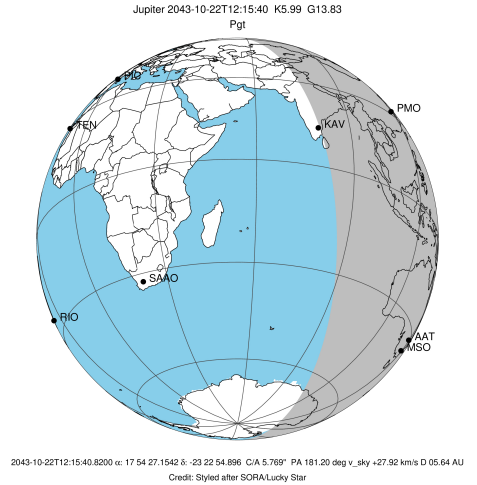 Jupiter 2043-10-22T12:15:40 K5.99 G13.83
Pgt
PIC
TEN
KAV
PMO
SAAO
RIO
AAT
MSO
2043-10-22T12:15:40.8200 α: 17 54 27.1542 δ: -23 22 54.896 C/A 5.769" PA 181.20 deg v_sky +27.92 km/s D 05.64 AU
Credit: Styled after SORA/Lucky Star